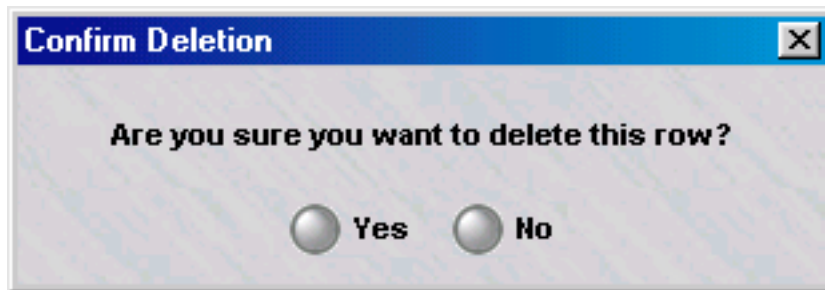 Confirm Deletion
Are you sure you want to delete this row?
Yes No